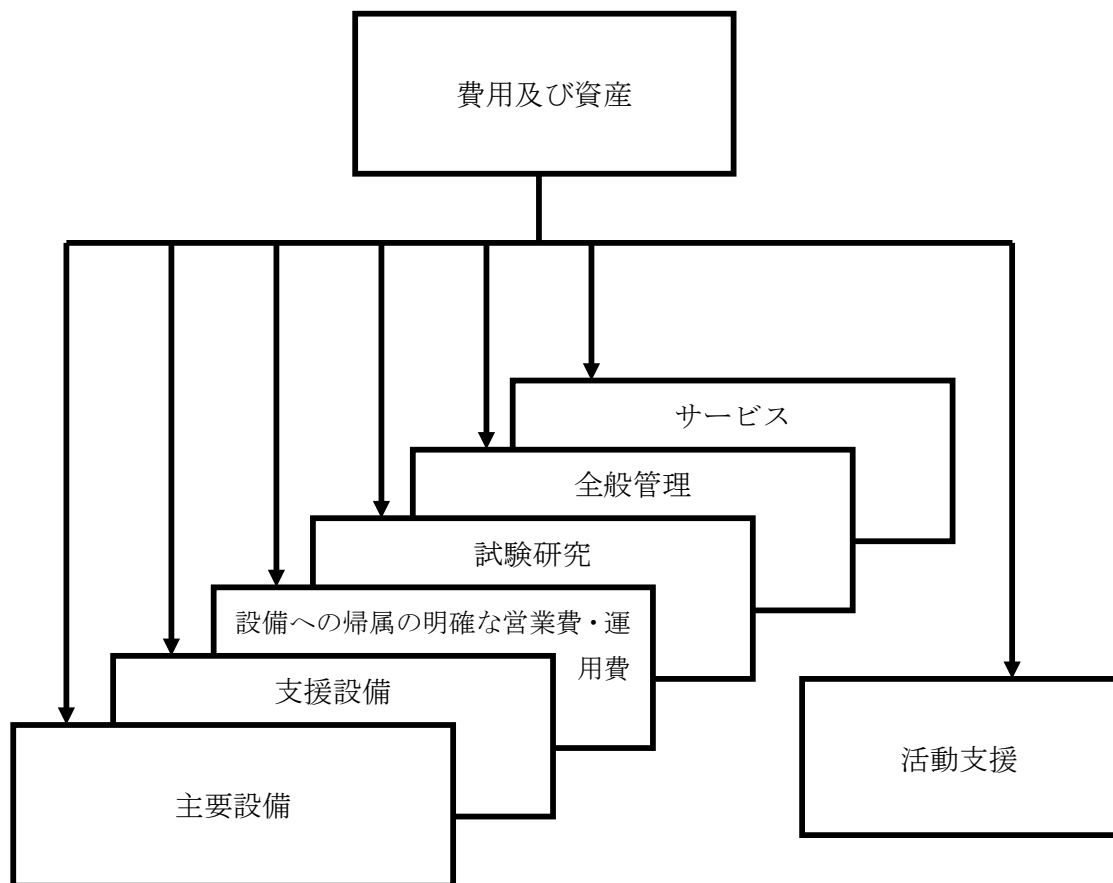 費用及び資産
サービス
全般管理
試験研究
設備への帰属の明確な営業費・運
用費
支援設備
主要設備
活動支援